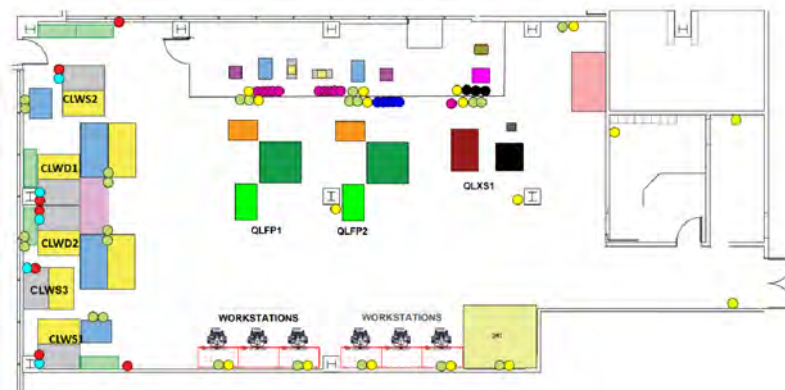 CLWS2
CLWD1
QLXS1
QLFP1
QLFP2
CLWD2
CLWS3
WORKSTATIONS
WORKSTATIONS
CLWS1